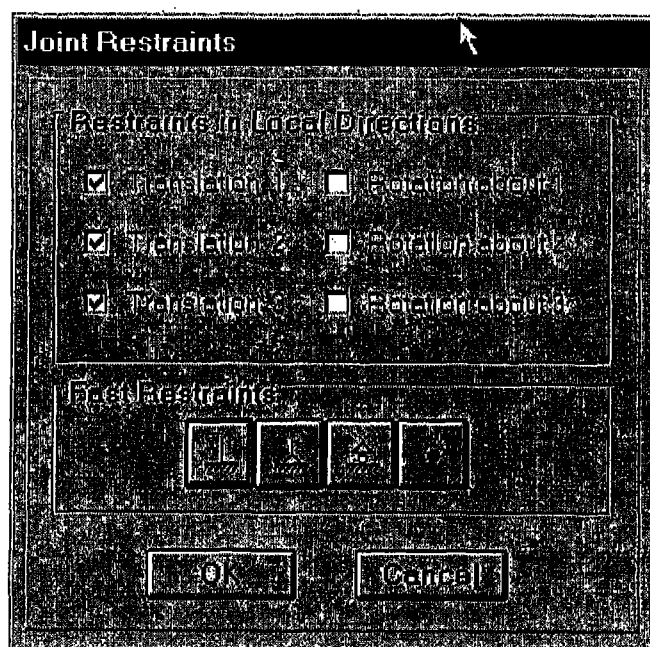 Joint Restraints
Restraints in Local Directions
Translation 1 Rotation about 1
Translation 2 Rotation about 2
Translation 3 Rotation about
Fast Restraints
OK Cancel